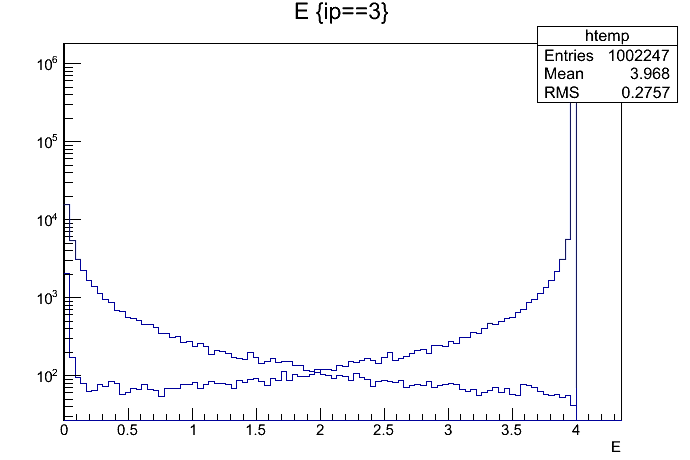 E {ip==3}
htemp
Entries 1002247
Mean 3.968
RMS 0.2757
10^6
10^5
10^4
10^3
10^2
0 0.5 1 1.5 2 2.5 3 3.5 4
E